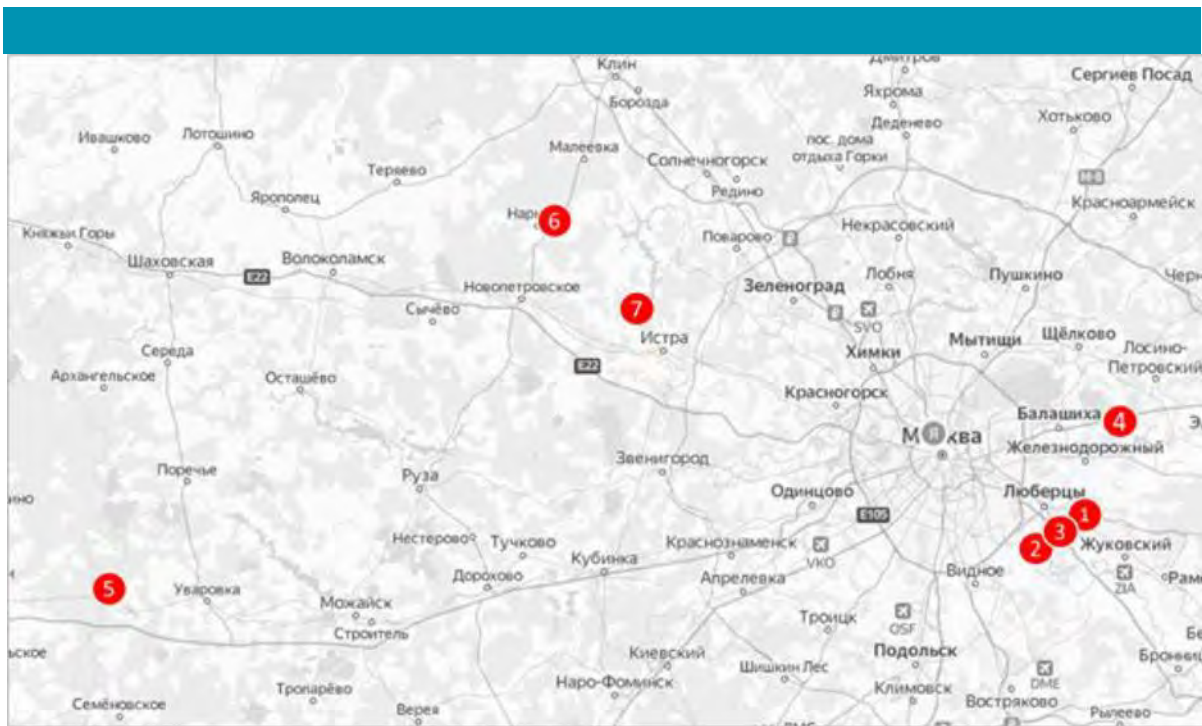 Клин
Дмитров
Сергиев Посад
Борозда
Яхрома
Хотьково
Ивашково
Лотошино
Малеевка
Деденево
пос. дома
отдыха Горки
Солнечногорск
Теряево
Редино
М-8
Ярополец
Красноармейск
6
Некрасовский
Княжьи Горы
Поварово
Шаховская
Волоколамск
E22
Лобня
Пушкино
Новопетровское
Зеленоград
7
Сычёво
SVO
Истра
Мытищи
Щёлково
Середа
Химки
Лосино-
Петровский
E22
Архангельское
Осташёво
Красногорск
Балашиха
4
Москва
Я
Железнодорожный
Звенигород
Поречье
Руза
Одинцово
Люберцы
E105
1
3
2
Нестерово
Тучково
Краснознаменск
VKO
Жуковский
Кубинка
Видное
ZIA
Дорохово
Апрелевка
5
Уваровка
Можайск
Строитель
Троицк
OSF
Киевский
Шишкин Лес
Подольск
DME
Тропарёво
Наро-Фоминск
Климовск
Востряково
Семёновское
Верея
Рылеево